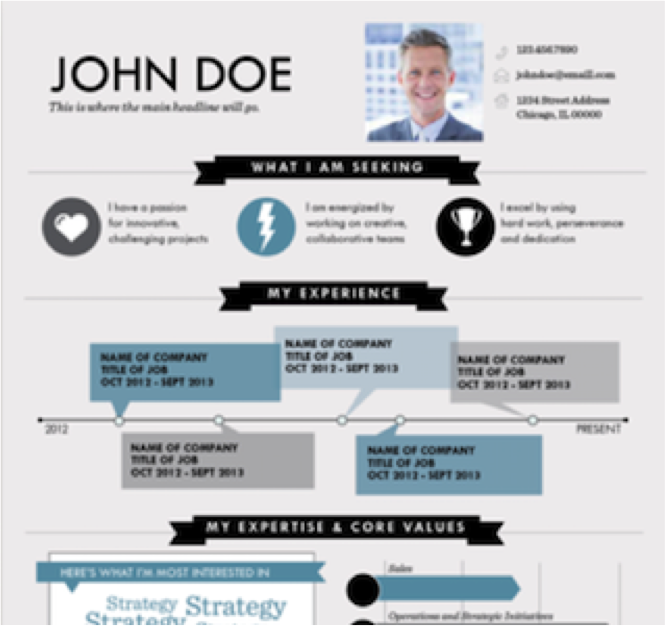 JOHN DOE
This is where the main headline will go.
123.456.7890
johndoe@email.com
1234 Street Address
Chicago, IL 00000
WHAT I AM SEEKING
I have a passion
for innovative,
challenging projects
I am energized by
working on creative,
collaborative teams
I excel by using
hard work, perseverance
and dedication
MY EXPERIENCE
NAME OF COMPANY
TITLE OF JOB
OCT 2012 - SEPT 2013
NAME OF COMPANY
TITLE OF JOB
OCT 2012 - SEPT 2013
NAME OF COMPANY
TITLE OF JOB
OCT 2012 - SEPT 2013
2012
PRESENT
NAME OF COMPANY
TITLE OF JOB
OCT 2012 - SEPT 2013
NAME OF COMPANY
TITLE OF JOB
OCT 2012 - SEPT 2013
MY EXPERTISE & CORE VALUES
HERE'S WHAT I'M MOST INTERESTED IN
Strategy Strategy
Strategy Strategy
Sales
Operations and Strategic Initiatives